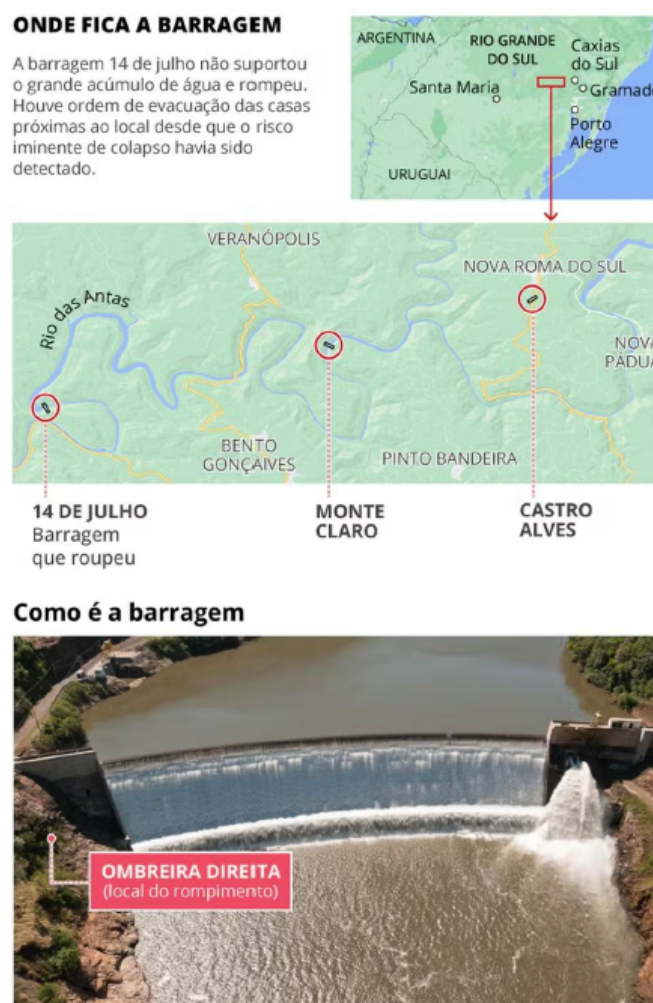 ONDE FICA A BARRAGEM
A barragem 14 de julho não suportou
o grande acúmulo de água e rompeu.
Houve ordem de evacuação das casas
próximas ao local desde que o risco
iminente de colapso havia sido
detectado.
ARGENTINA
RIO GRANDE
DO SUL
Caxias
do Sul
Santa Maria
Gramado
Porto
Alegre
URUGUAI
VERANÓPOLIS
NOVA ROMA DO SUL
Rio das Antas
NOVA
PÁDUA
BENTO
GONÇAIVES
PINTO BANDEIRA
14 DE JULHO
Barragem
que roupeu
MONTE
CLARO
CASTRO
ALVES
Como é a barragem
OMBREIRA DIREITA
(local do rompimento)